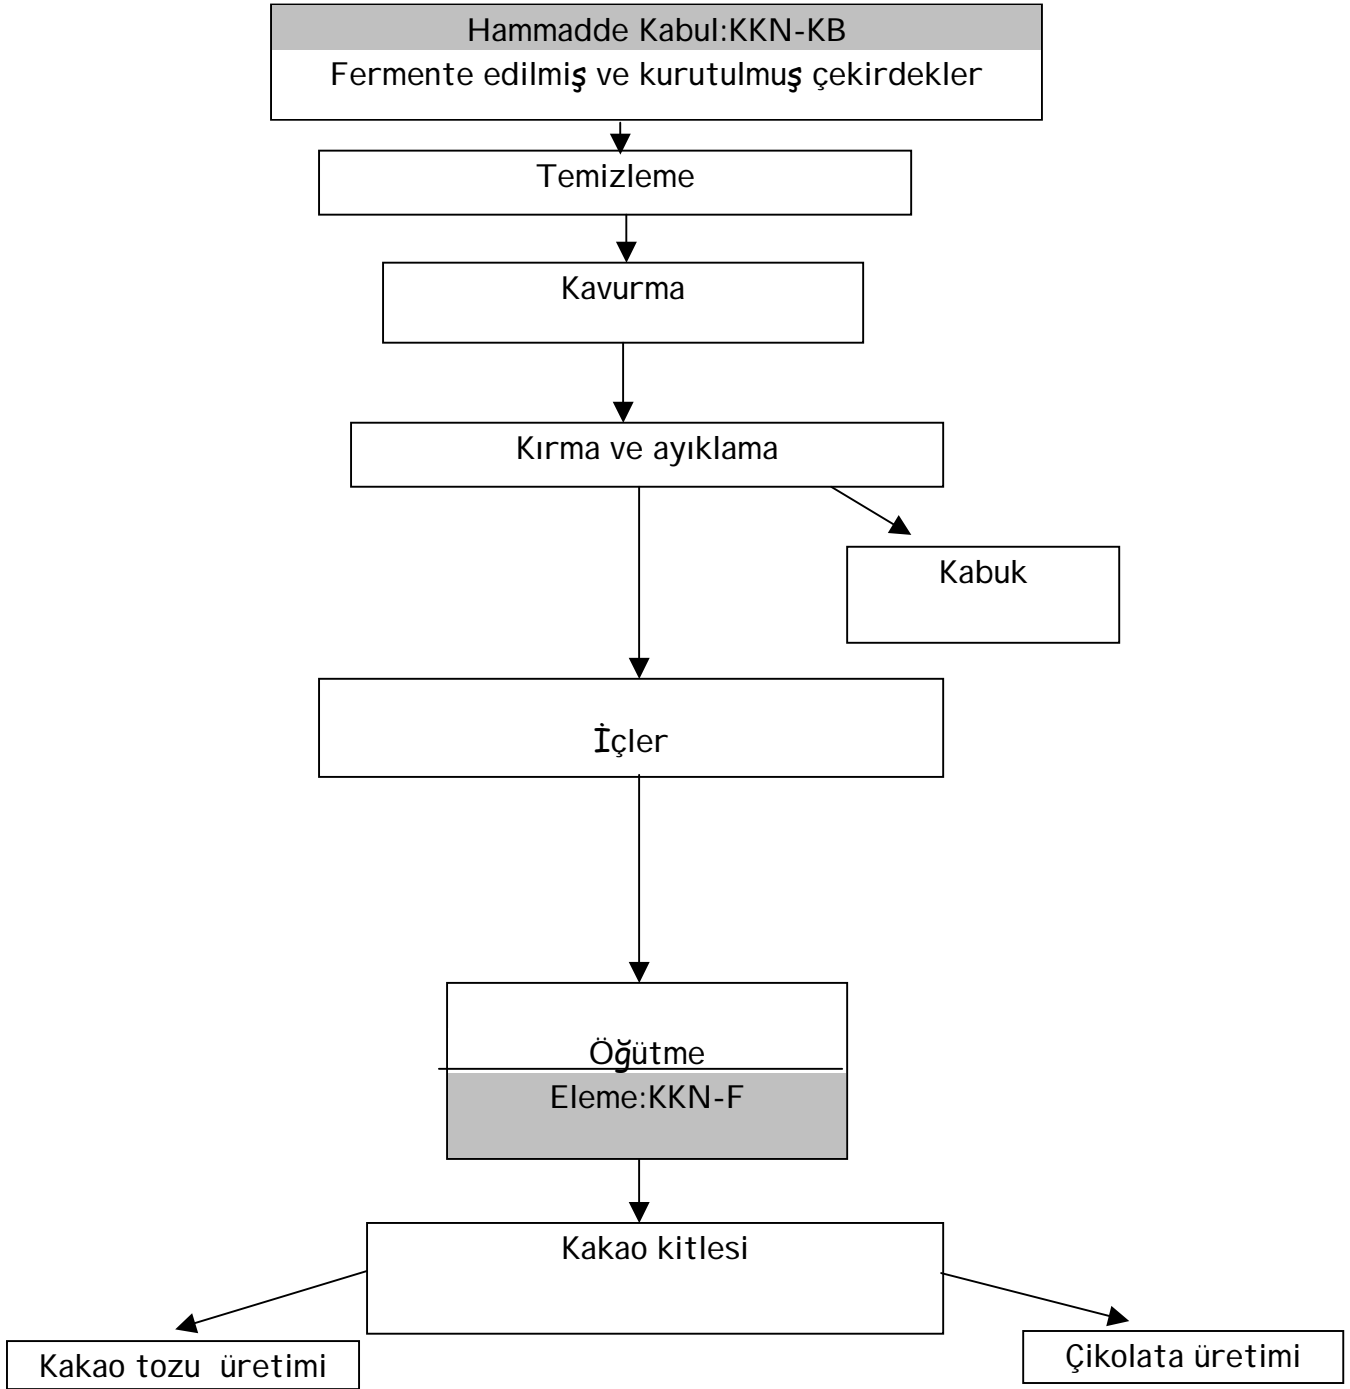 Hammadde Kabul:KKN-KB
Fermente edilmiş ve kurutulmuş çekirdekler
Temizleme
Kavurma
Kırma ve ayıklama
Kabuk
İçler
Öğütme
Eleme:KKN-F
Kakao kitlesi
Kakao tozu üretimi
Çikolata üretimi